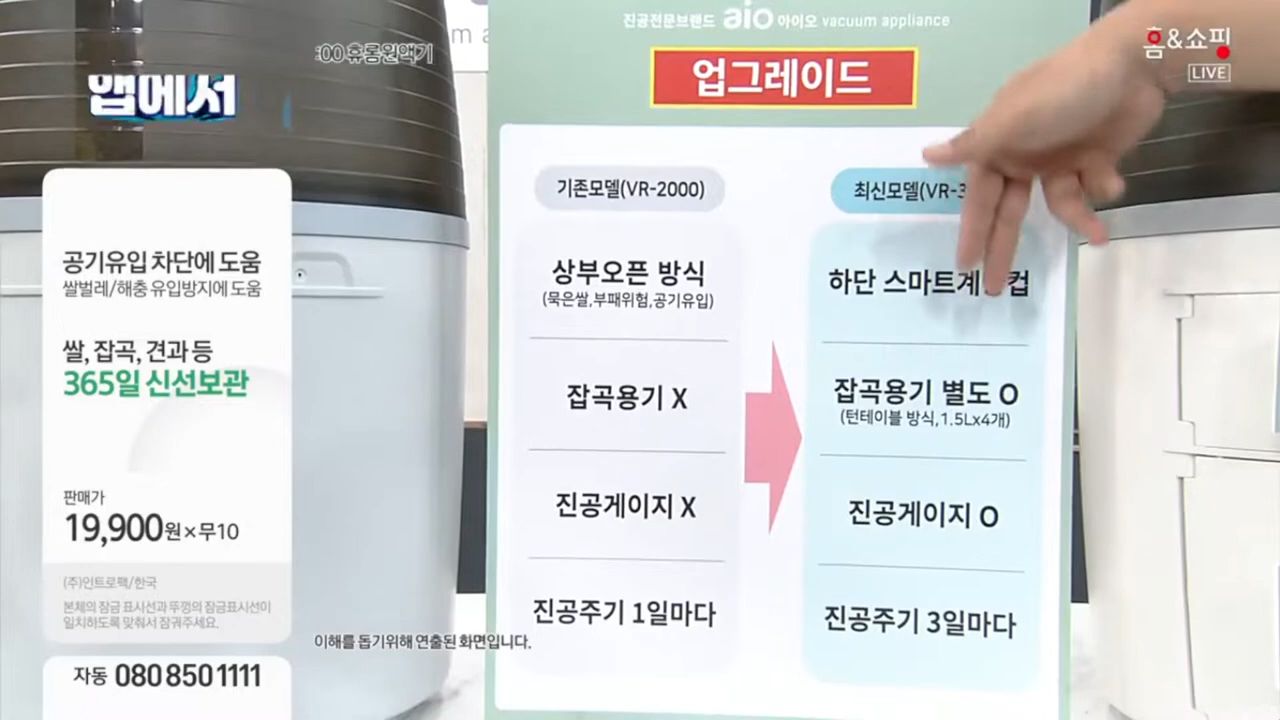 진공전문브랜드 aio 아이오 vacuum appliance
:00 휴롬원액기
홈&쇼핑
LIVE
앱에서
업그레이드
기존모델(VR-2000)
최신모델(VR-3
상부오픈 방식
(묵은쌀,부패위험,공기유입)
하단 스마트계 컵
잡곡용기 X
잡곡용기 별도 O
(턴테이블 방식,1.5Lx4개)
진공게이지 X
진공게이지 O
진공주기 1일마다
진공주기 3일마다
공기유입 차단에 도움
쌀벌레/해충 유입방지에 도움
쌀, 잡곡, 견과 등
365일 신선보관
판매가
19,900원×무10
(주)인트로팩/한국
본체의 잠금 표시선과 뚜껑의 잠금표시선이
일치하도록 맞춰서 잠궈주세요.
이해를 돕기위해 연출된 화면입니다.
자동 080 850 1111